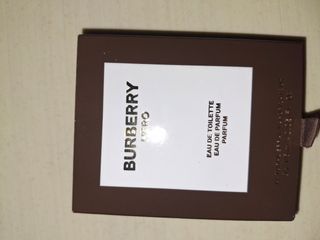 BURBERRY
HERO
EAU DE TOILETTE
EAU DE PARFUM
PARFUM